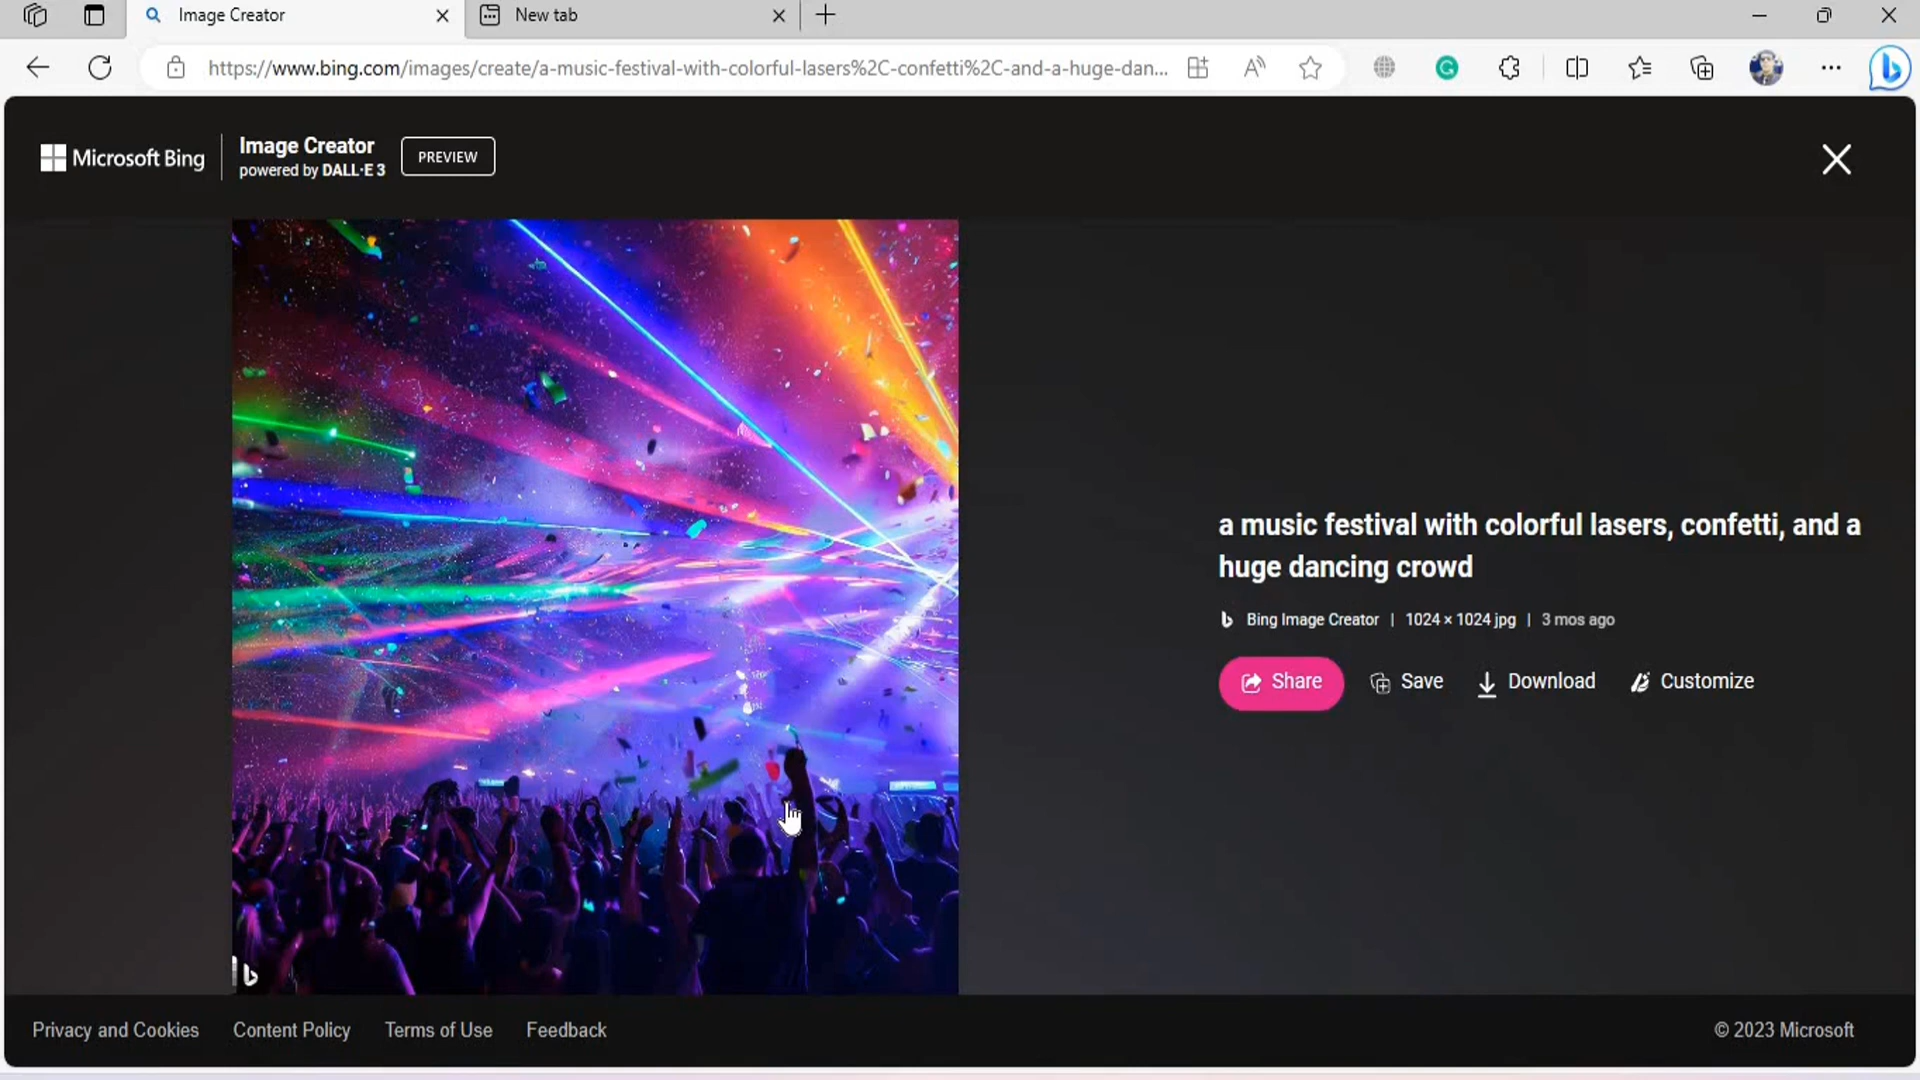 Image Creator
New tab
https://www.bing.com/images/create/a-music-festival-with-colorful-lasers%2C-confetti%2C-and-a-huge-dan...
Microsoft Bing
Image Creator
powered by DALL·E 3
PREVIEW
a music festival with colorful lasers, confetti, and a
huge dancing crowd
Bing Image Creator | 1024 × 1024 jpg | 3 mos ago
Share Save Download Customize
Privacy and Cookies Content Policy Terms of Use Feedback
© 2023 Microsoft